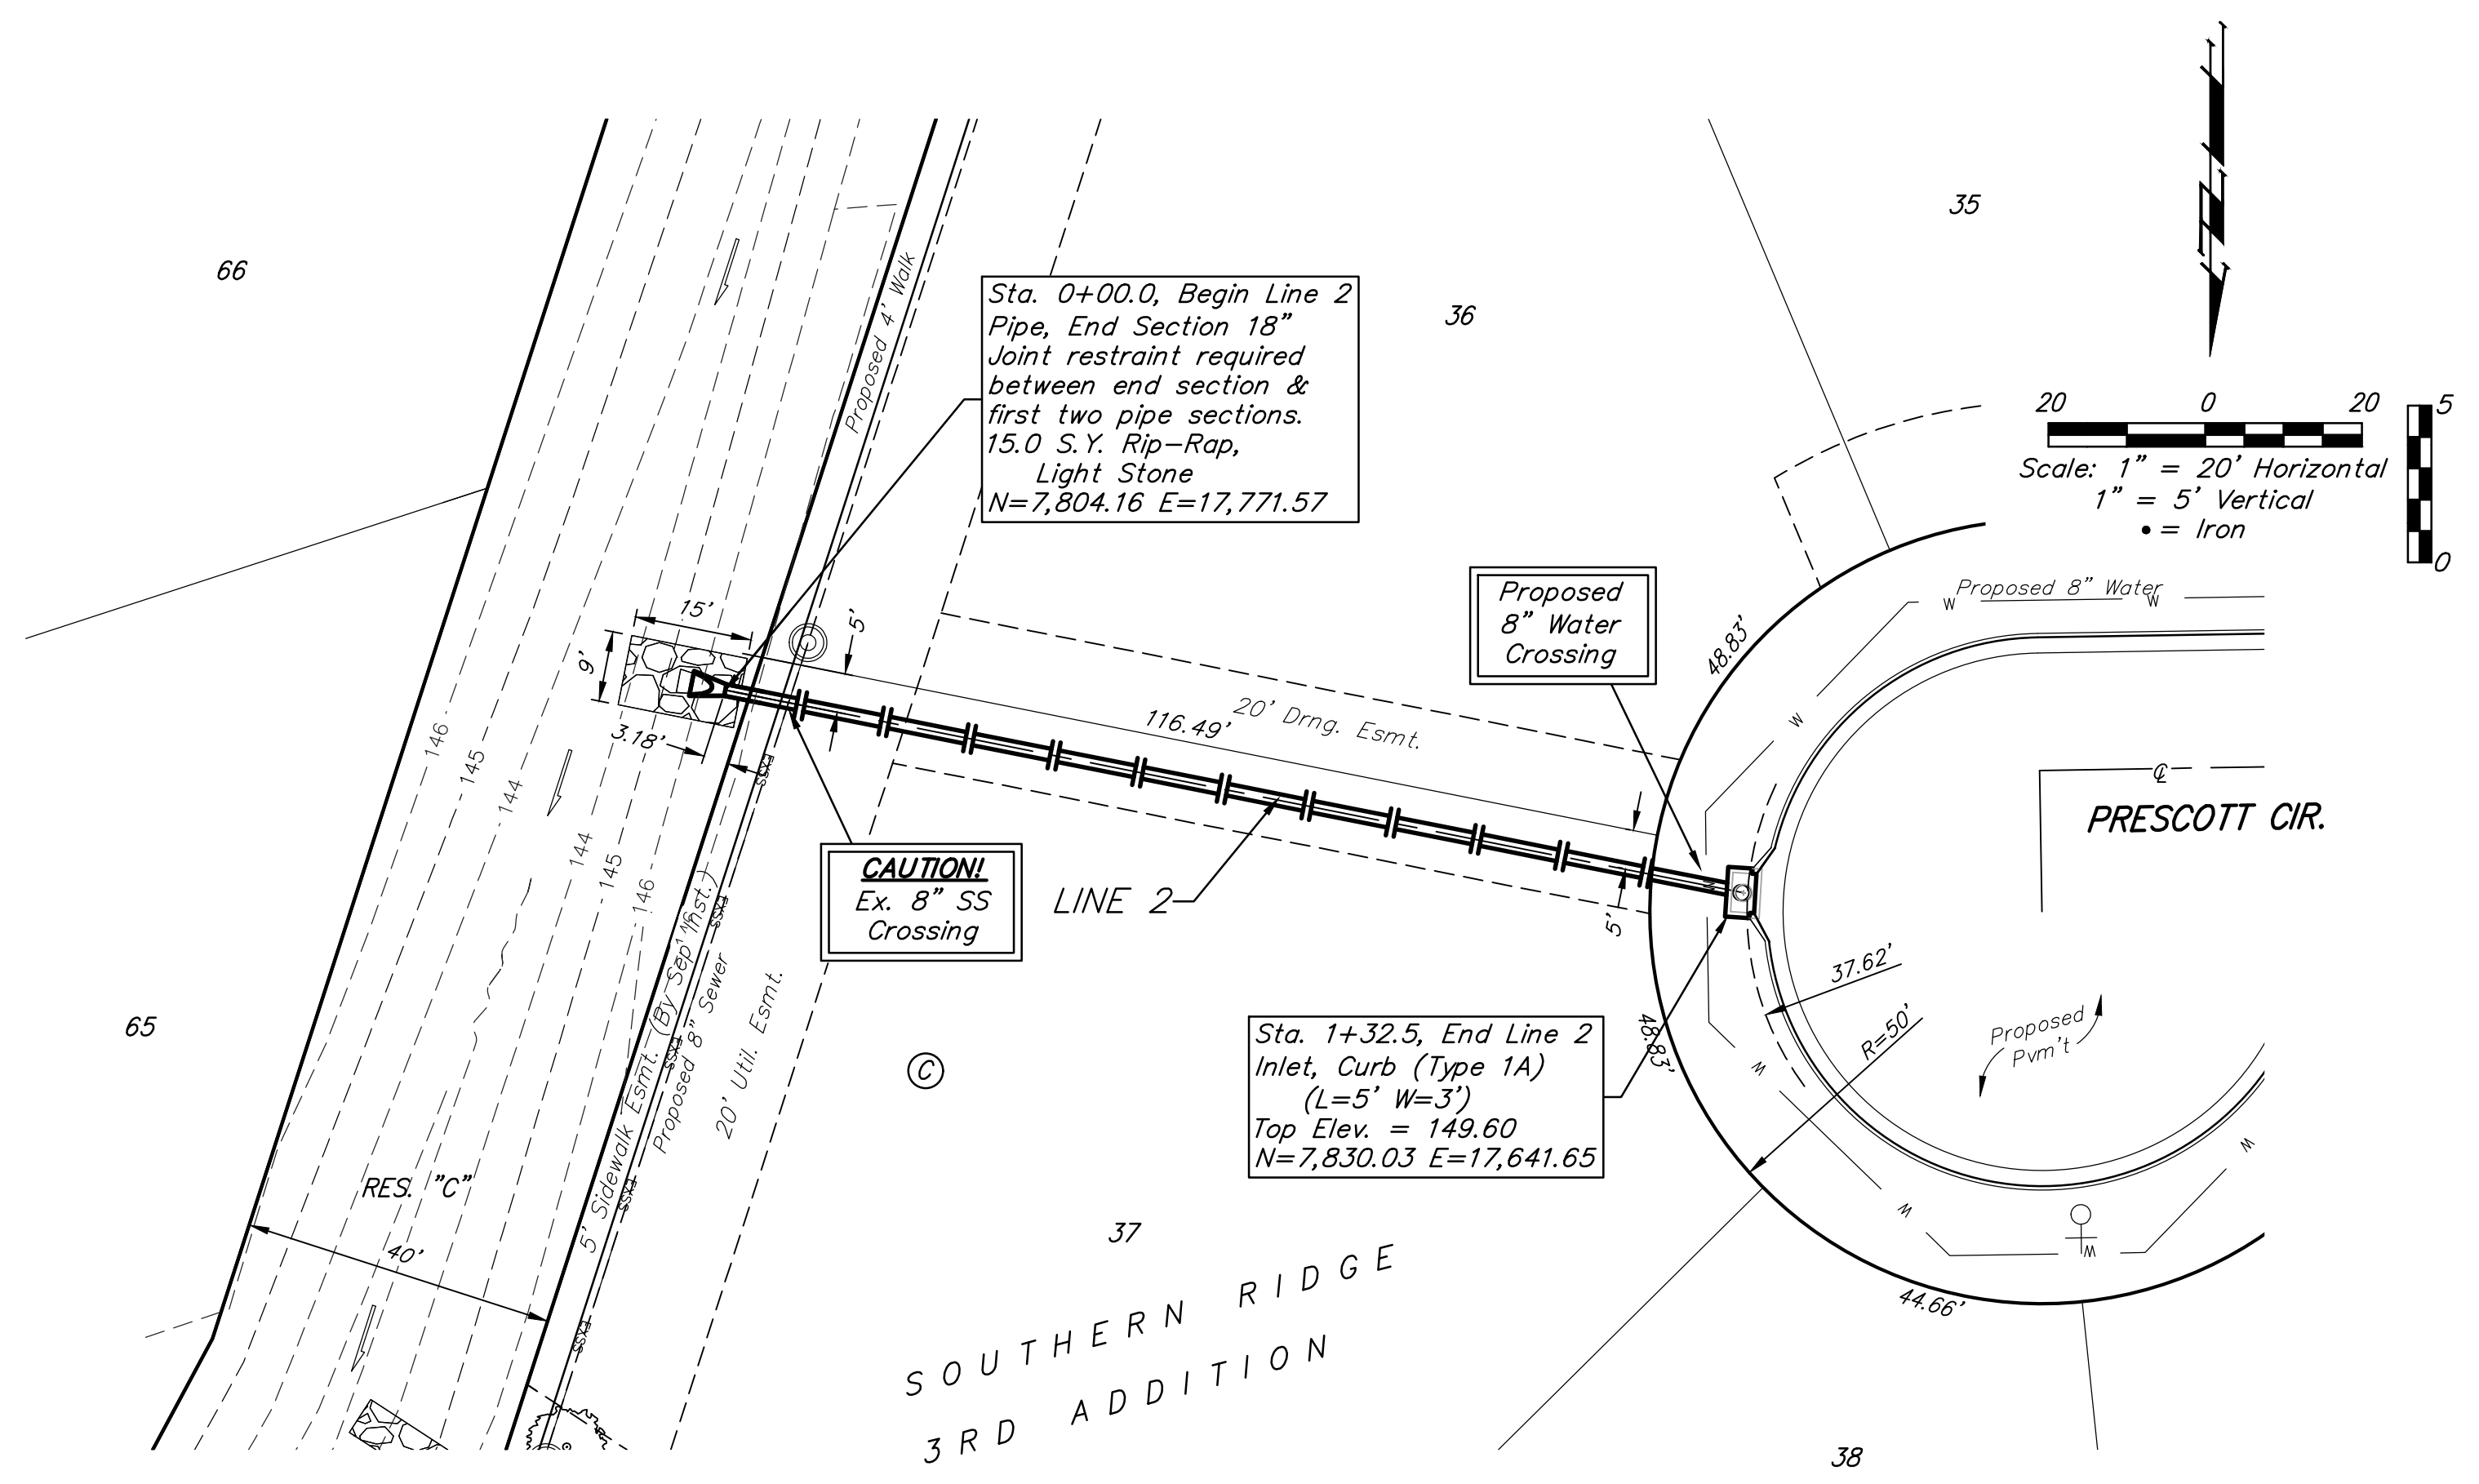 66
35
36
Sta. 0+00.0, Begin Line 2
Pipe, End Section 18”
Joint restraint required
between end section &
first two pipe sections.
15.0 S.Y. Rip-Rap,
Light Stone
N=7,804.16 E=17,771.57
Proposed 4' Walk
N
20 0 20
5
0
Scale: 1” = 20' Horizontal
1” = 5' Vertical
• = Iron
Proposed 8” Water
W W
Proposed
8” Water
Crossing
48.83'
15'
9'
5'
3.18'
20' Drng. Esmt.
116.49'
W
146
145
144
144
145
146
146
EXSS
℄
PRESCOTT CIR.
CAUTION!
Ex. 8” SS
Crossing
LINE 2
5'
W
EXSS
37.62'
R=50'
Proposed
Pvm't
48.83'
Sta. 1+32.5, End Line 2
Inlet, Curb (Type 1A)
(L=5' W=3')
Top Elev. = 149.60
N=7,830.03 E=17,641.65
65
C
5' Sidewalk Esmt. (By Sep. Inst.)
Proposed 8” Sewer
20' Util. Esmt.
EXSS
EXSS
EXSS
W
W
W
W
RES. "C"
40'
37
44.66'
SOUTHERN RIDGE
3RD ADDITION
38